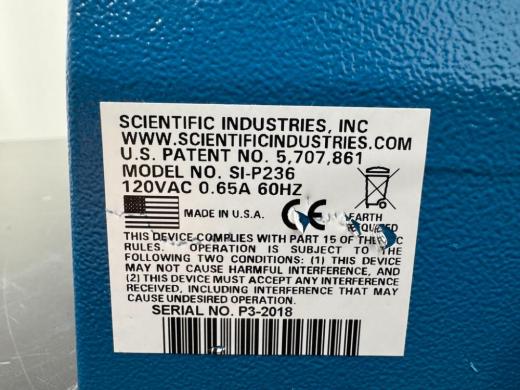 SCIENTIFIC INDUSTRIES, INC
WWW.SCIENTIFICINDUSTRIES.COM
U.S. PATENT NO. 5,707,861
MODEL NO. SI-P236
120VAC 0.65A 60HZ
MADE IN U.S.A.
CE
EARTH
THIS DEVICE COMPLIES WITH PART 15 OF THE
RULES. OPERATION IS SUBJECT TO THE
FOLLOWING TWO CONDITIONS: (1) THIS DEVICE
MAY NOT CAUSE HARMFUL INTERFERENCE, AND
(2) THIS DEVICE MUST ACCEPT ANY INTERFERENCE
RECEIVED, INCLUDING INTERFERENCE THAT MAY
CAUSE UNDESIRED OPERATION.
SERIAL NO. P3-2018